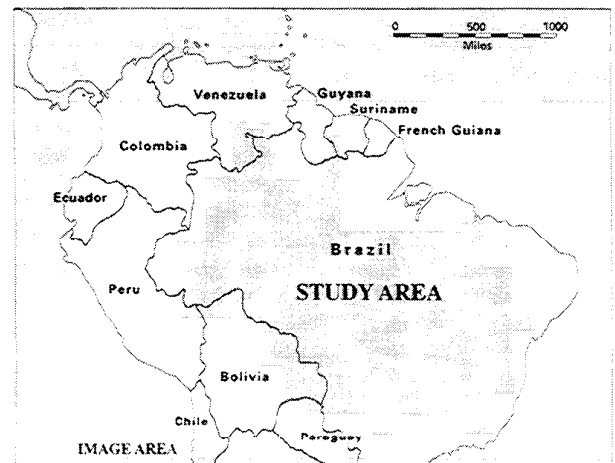 0 500 1000
Miles
Venezuela
Guyana
Suriname
French Guiana
Colombia
Ecuador
Brazil
Peru
STUDY AREA
Bolivia
Chile
Paraguay
IMAGE AREA